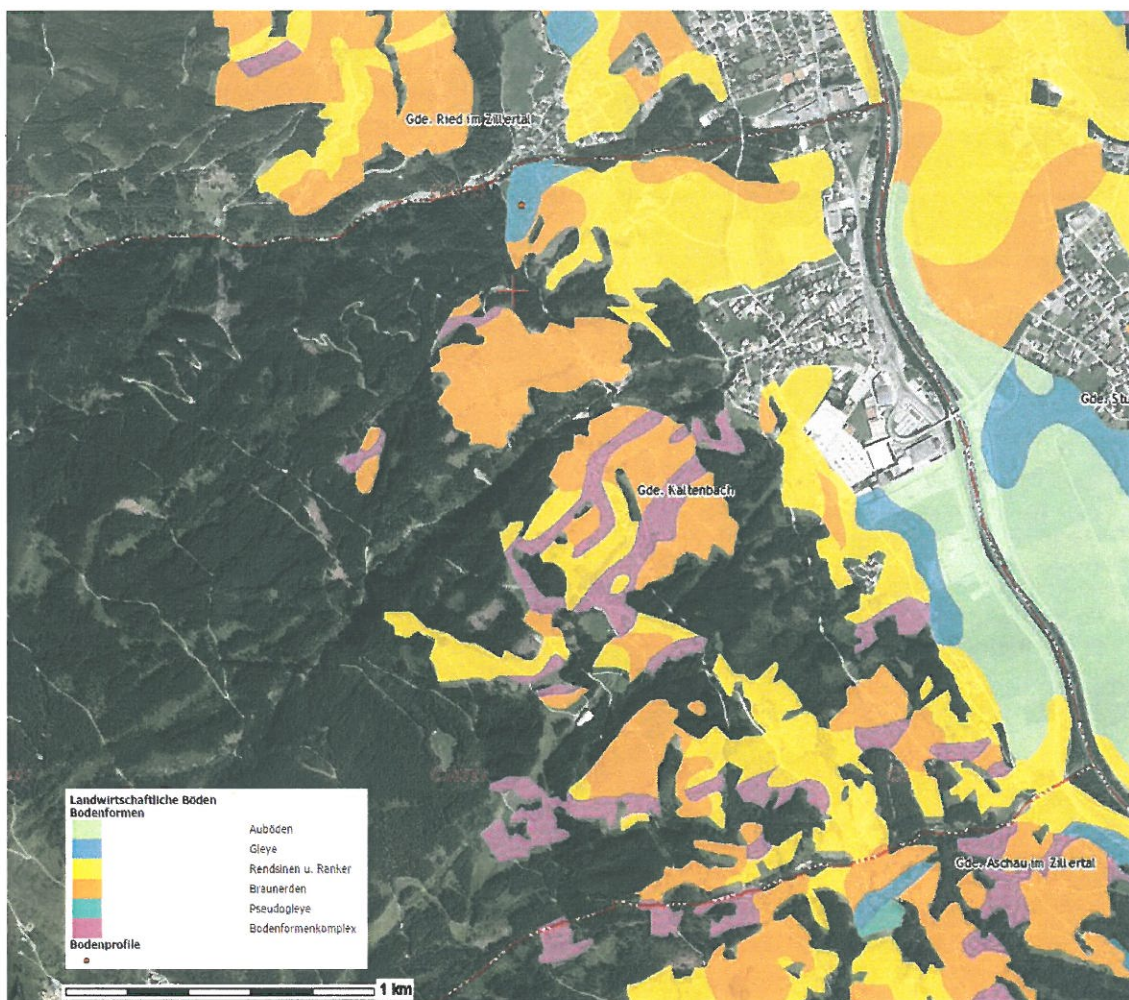 Gde. Ried im Zillertal
Gde. Stu
Gde. Kaltenbach
Gde. Aschau im Zillertal
Landwirtschaftliche Böden
Bodenformen
Auböden
Gleye
Rendsinen u. Ranker
Braunerden
Pseudogleye
Bodenformenkomplex
Bodenprofile
1 km